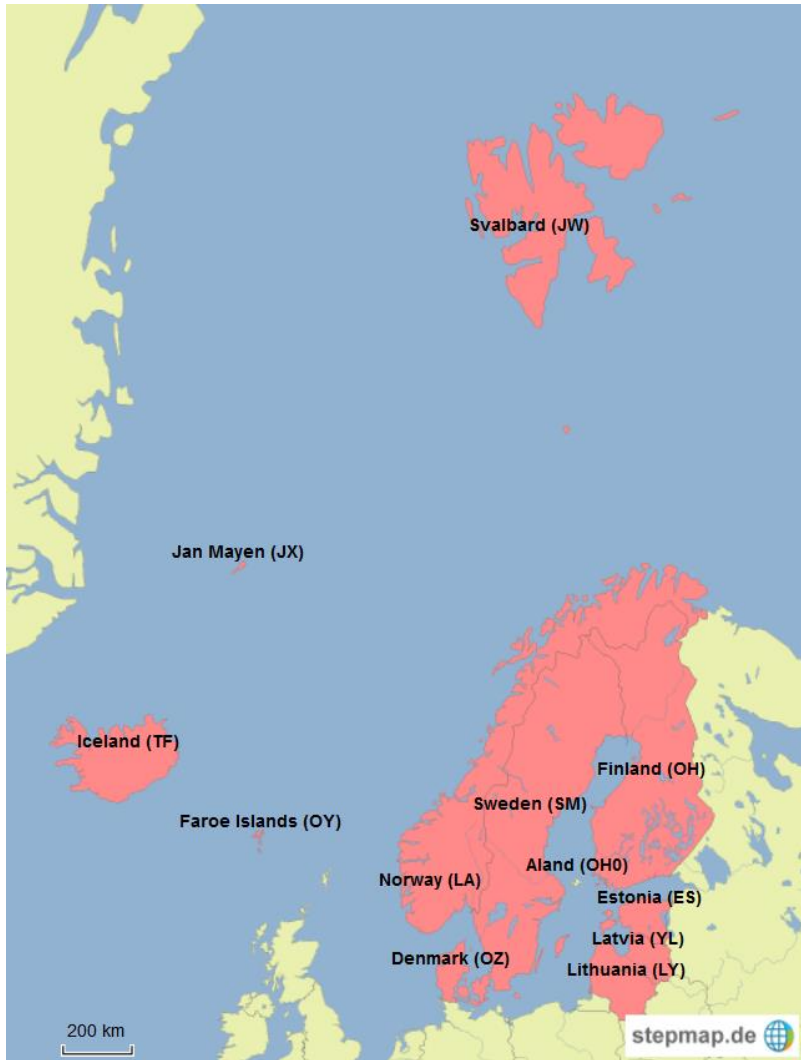 Svalbard (JW)
Jan Mayen (JX)
Iceland (TF)
Finland (OH)
Sweden (SM)
Faroe Islands (OY)
Aland (OH0)
Norway (LA)
Estonia (ES)
Latvia (YL)
Denmark (OZ)
Lithuania (LY)
200 km
stepmap.de